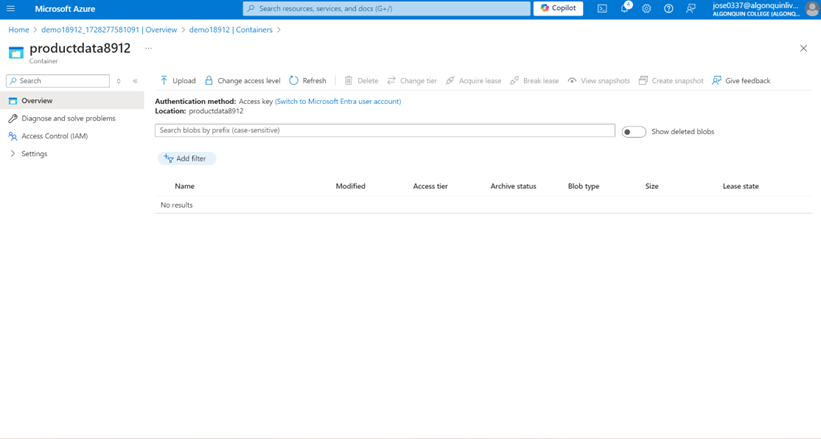 Microsoft Azure
Search resources, services, and docs (G+/)
Copilot
4
jose0337@algonquinliv...
ALGONQUIN COLLEGE (ALGONQ...
Home > demo18912_1728277581091 | Overview > demo18912 | Containers >
productdata8912 ...
Container
Search
Upload Change access level Refresh Delete Change tier Acquire lease Break lease View snapshots Create snapshot Give feedback
Overview
Diagnose and solve problems
Access Control (IAM)
Settings
Authentication method: Access key (Switch to Microsoft Entra user account)
Location: productdata8912
Search blobs by prefix (case-sensitive)
Show deleted blobs
Add filter
Name Modified Access tier Archive status Blob type Size Lease state
No results